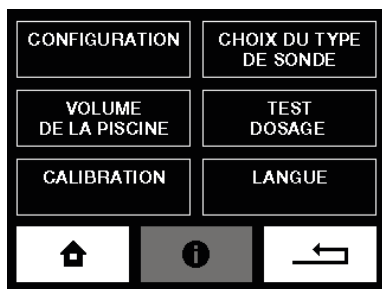 CONFIGURATION
CHOIX DU TYPE
DE SONDE
VOLUME
DE LA PISCINE
TEST
DOSAGE
CALIBRATION
LANGUE